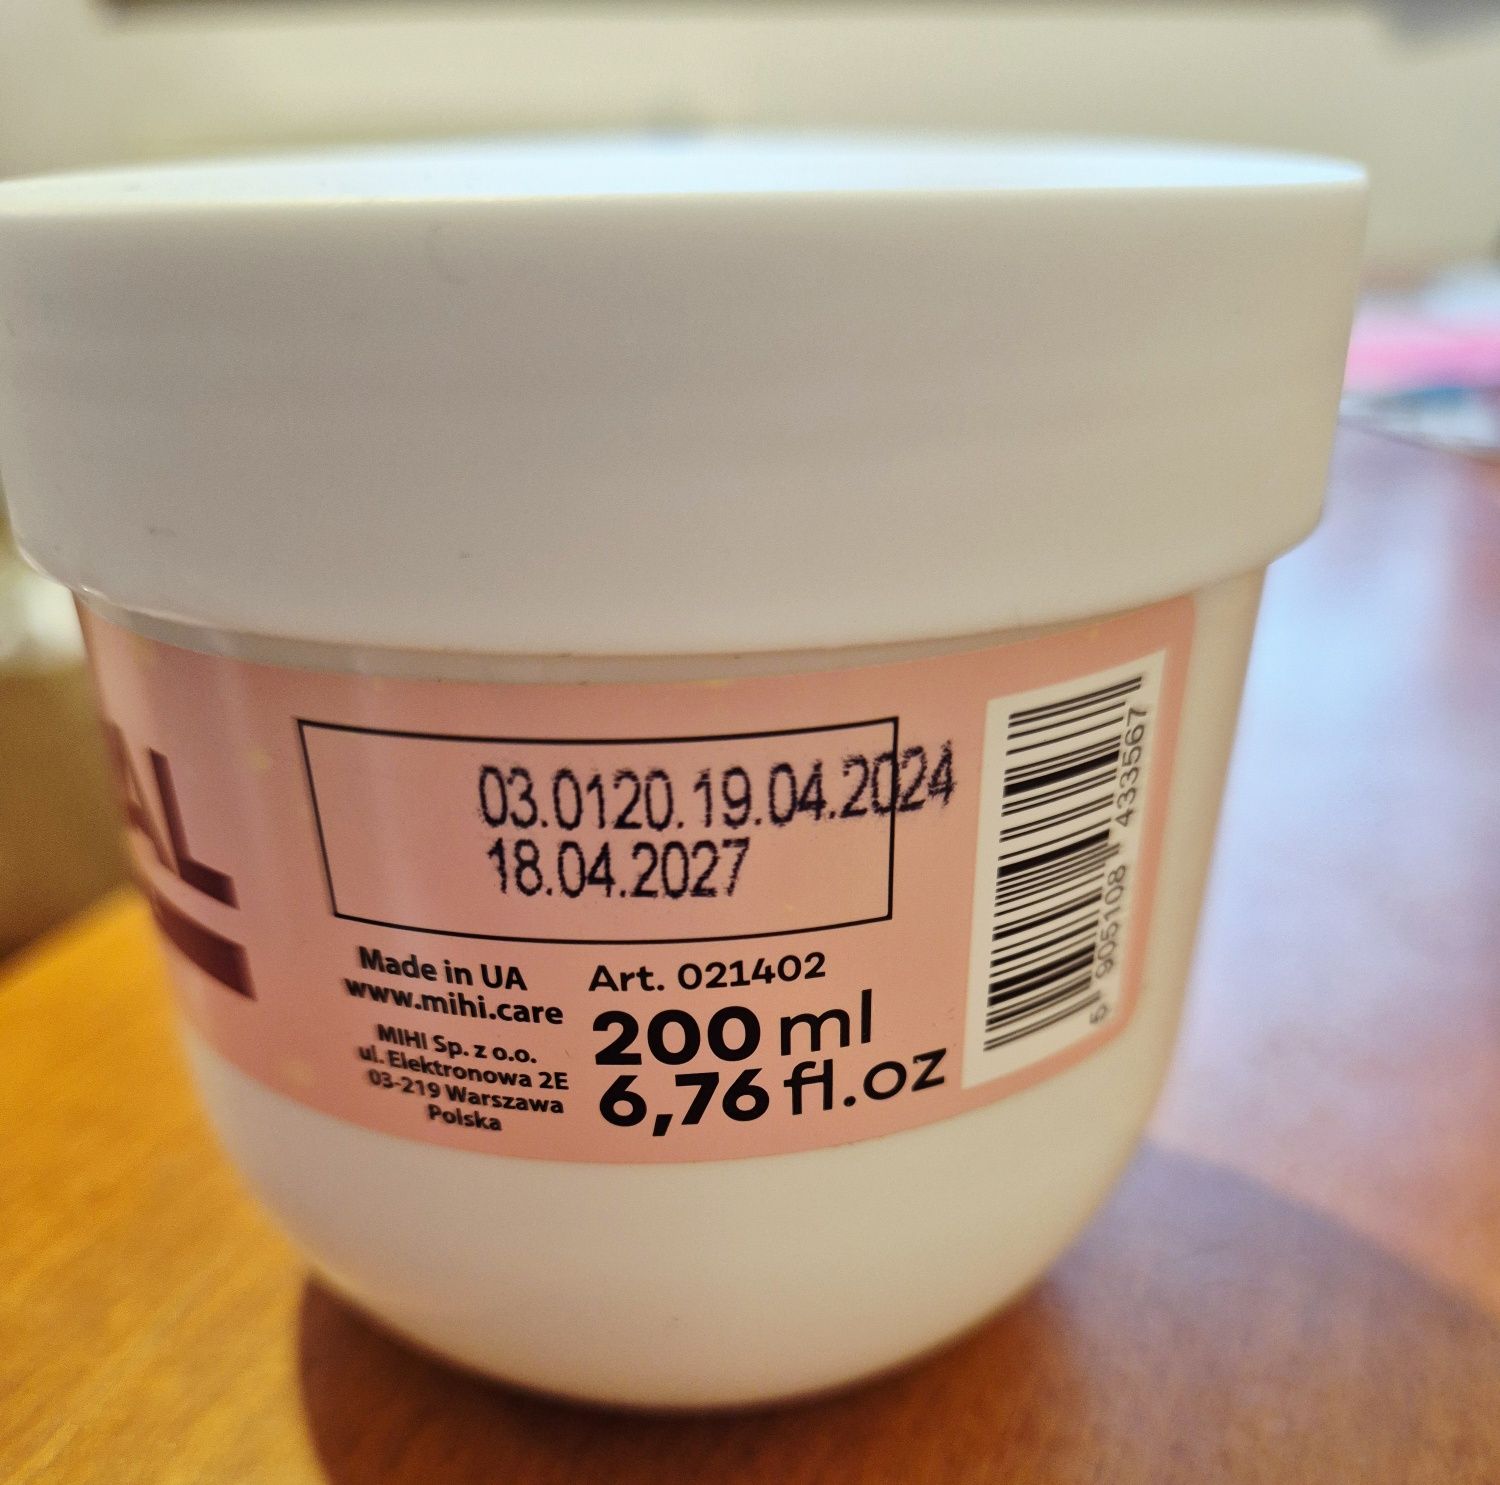 AL
03.0120.19.04.2024
18.04.2027
Made in UA
www.mihi.care
MIHI Sp. z o.o.
ul. Elektronowa 2E
03-219 Warszawa
Polska
Art. 021402
200 ml
6,76 fl.oz
5 905108 433567